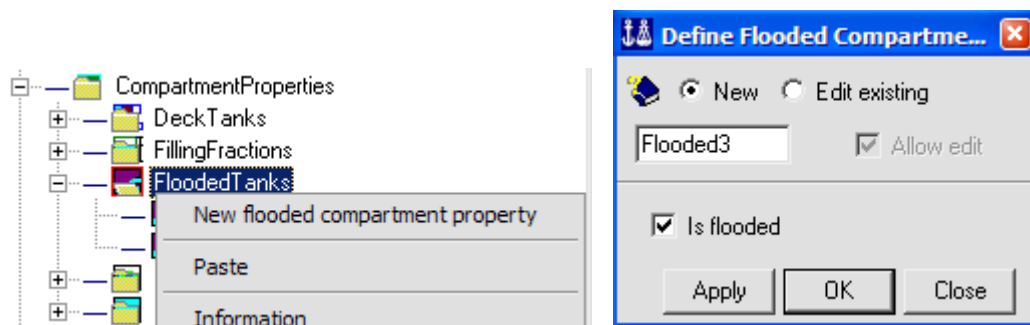 CompartmentProperties
DeckTanks
FillingFractions
FloodedTanks
New flooded compartment property
Paste
Information
Define Flooded Compartme...
New
Edit existing
Flooded3
Allow edit
Is flooded
Apply
OK
Close